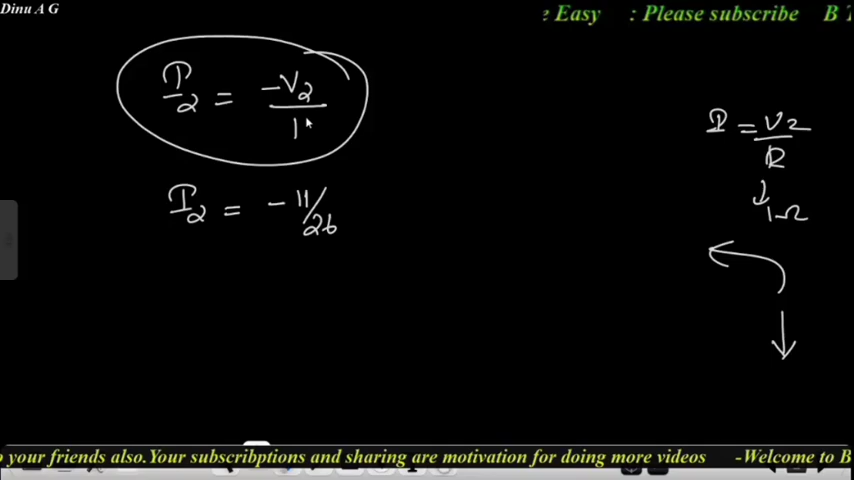 Dinu A G
e Easy : Please subscribe B T
I₂ = -V₂/1
I₂ = -11/26
I = V2/R
1Ω
o your friends also.Your subscribptions and sharing are motivation for doing more videos -Welcome to B